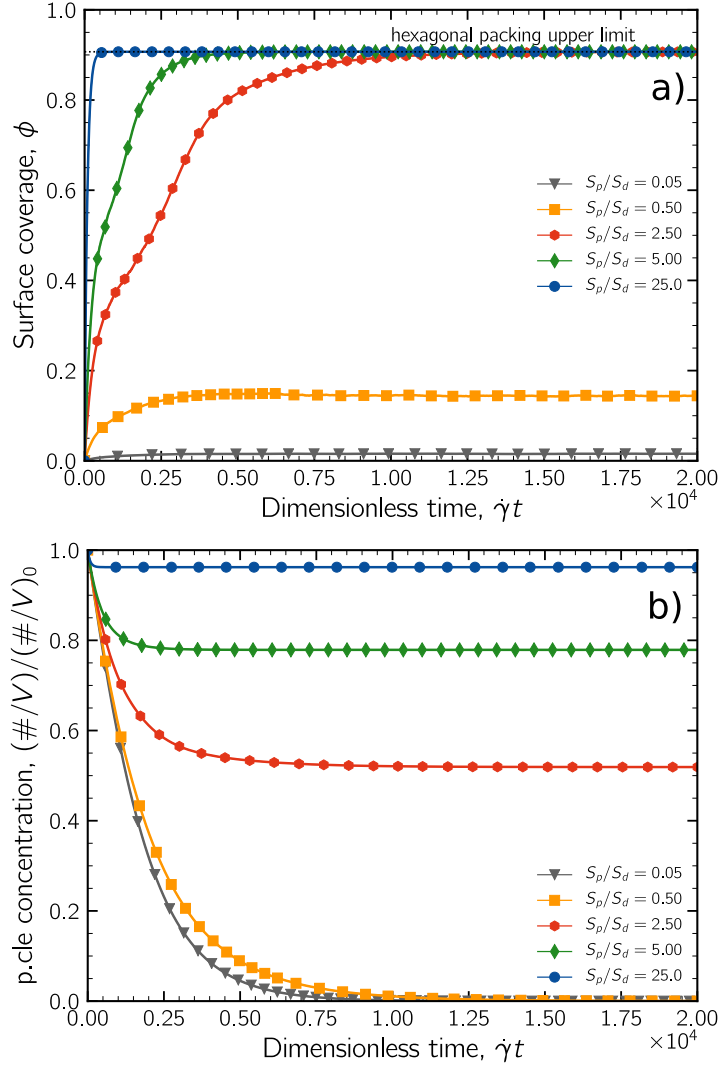 hexagonal packing upper limit
a)
Surface coverage, ϕ
1.0
0.8
0.6
0.4
0.2
0.0
S_p/S_d = 0.05
S_p/S_d = 0.50
S_p/S_d = 2.50
S_p/S_d = 5.00
S_p/S_d = 25.0
0.00 0.25 0.50 0.75 1.00 1.25 1.50 1.75 2.00
×10⁴
Dimensionless time, γ̇t
b)
p.cle concentration, (#/V)/(#/V)₀
1.0
0.8
0.6
0.4
0.2
0.0
S_p/S_d = 0.05
S_p/S_d = 0.50
S_p/S_d = 2.50
S_p/S_d = 5.00
S_p/S_d = 25.0
0.00 0.25 0.50 0.75 1.00 1.25 1.50 1.75 2.00
×10⁴
Dimensionless time, γ̇t